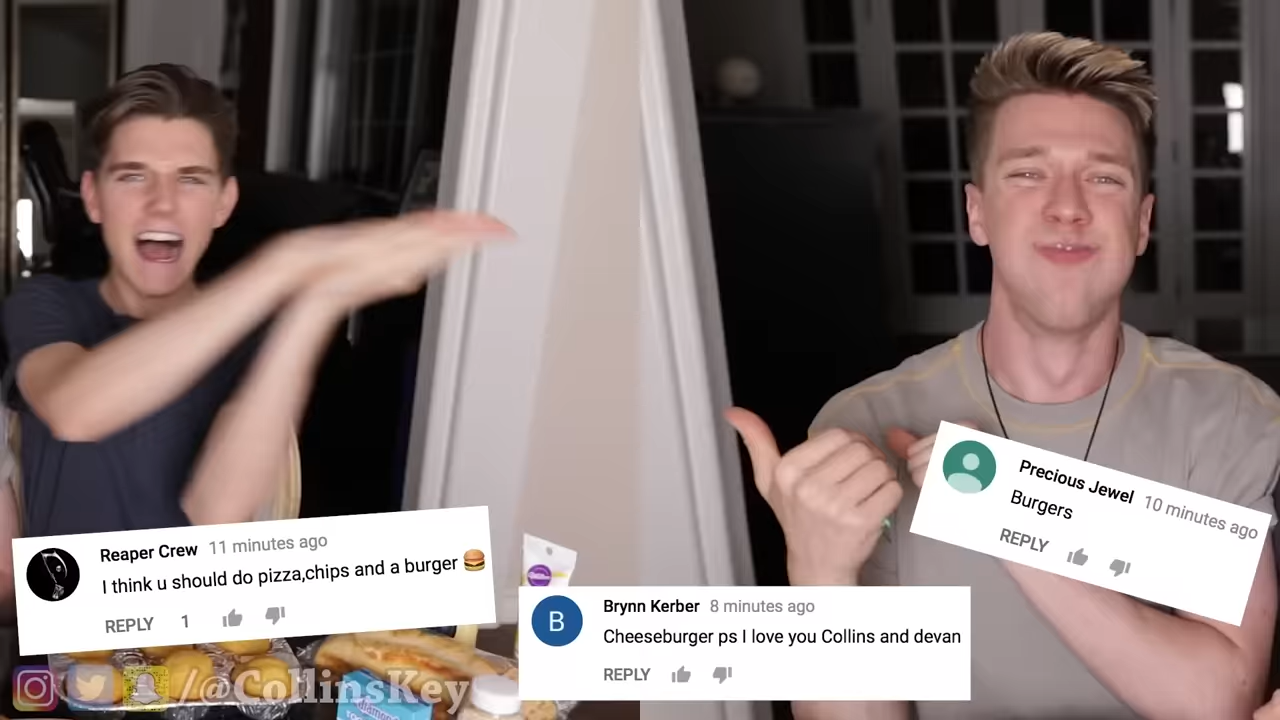 Precious Jewel 10 minutes ago
Burgers
REPLY
Reaper Crew 11 minutes ago
I think u should do pizza,chips and a burger 🍔
REPLY 1
B
Brynn Kerber 8 minutes ago
Cheeseburger ps I love you Collins and devan
REPLY
/@CollinsKey
diamond